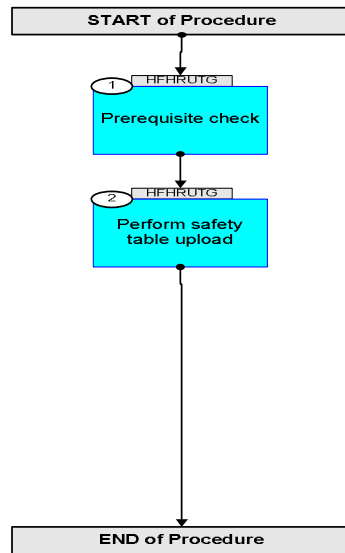 START of Procedure
HFHRUTG
1
Prerequisite check
HFHRUTG
2
Perform safety
table upload
END of Procedure